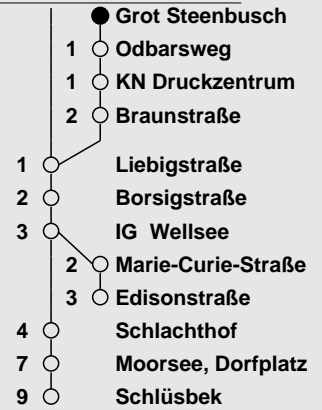 Grot Steenbusch
1 Odbarsweg
1 KN Druckzentrum
2 Braunstraße
1 Liebigstraße
2 Borsigstraße
3 IG Wellsee
2 Marie-Curie-Straße
3 Edisonstraße
4 Schlachthof
7 Moorsee, Dorfplatz
9 Schlüsbek